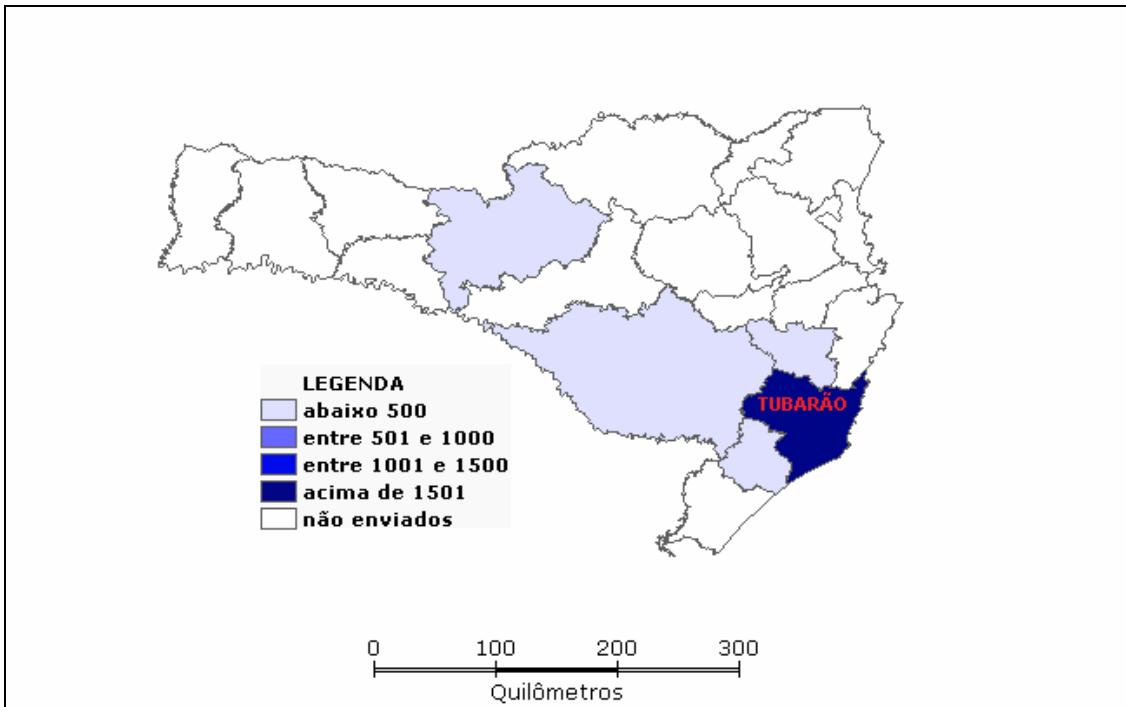 TUBARÃO
LEGENDA
abaixo 500
entre 501 e 1000
entre 1001 e 1500
acima de 1501
não enviados
0 100 200 300
Quilômetros